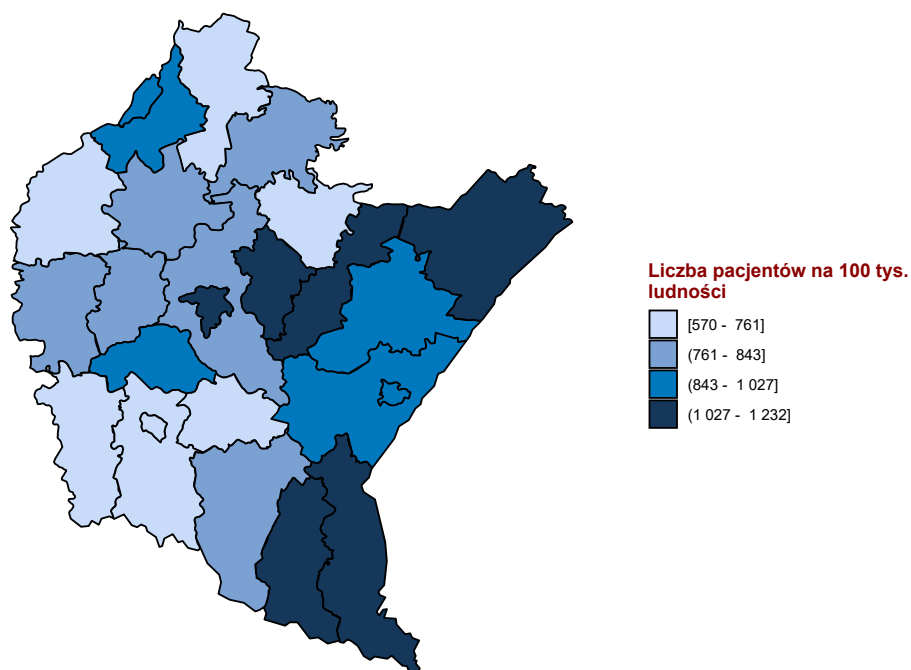 Liczba pacjentów na 100 tys.
ludności
[570 - 761]
(761 - 843]
(843 - 1 027]
(1 027 - 1 232]